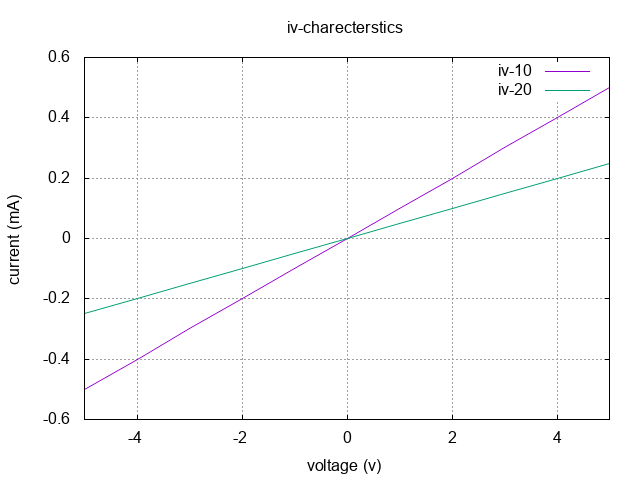 iv-charecterstics
0.6
iv-10
iv-20
0.4
0.2
0
-0.2
-0.4
-0.6
current (mA)
-4 -2 0 2 4
voltage (v)